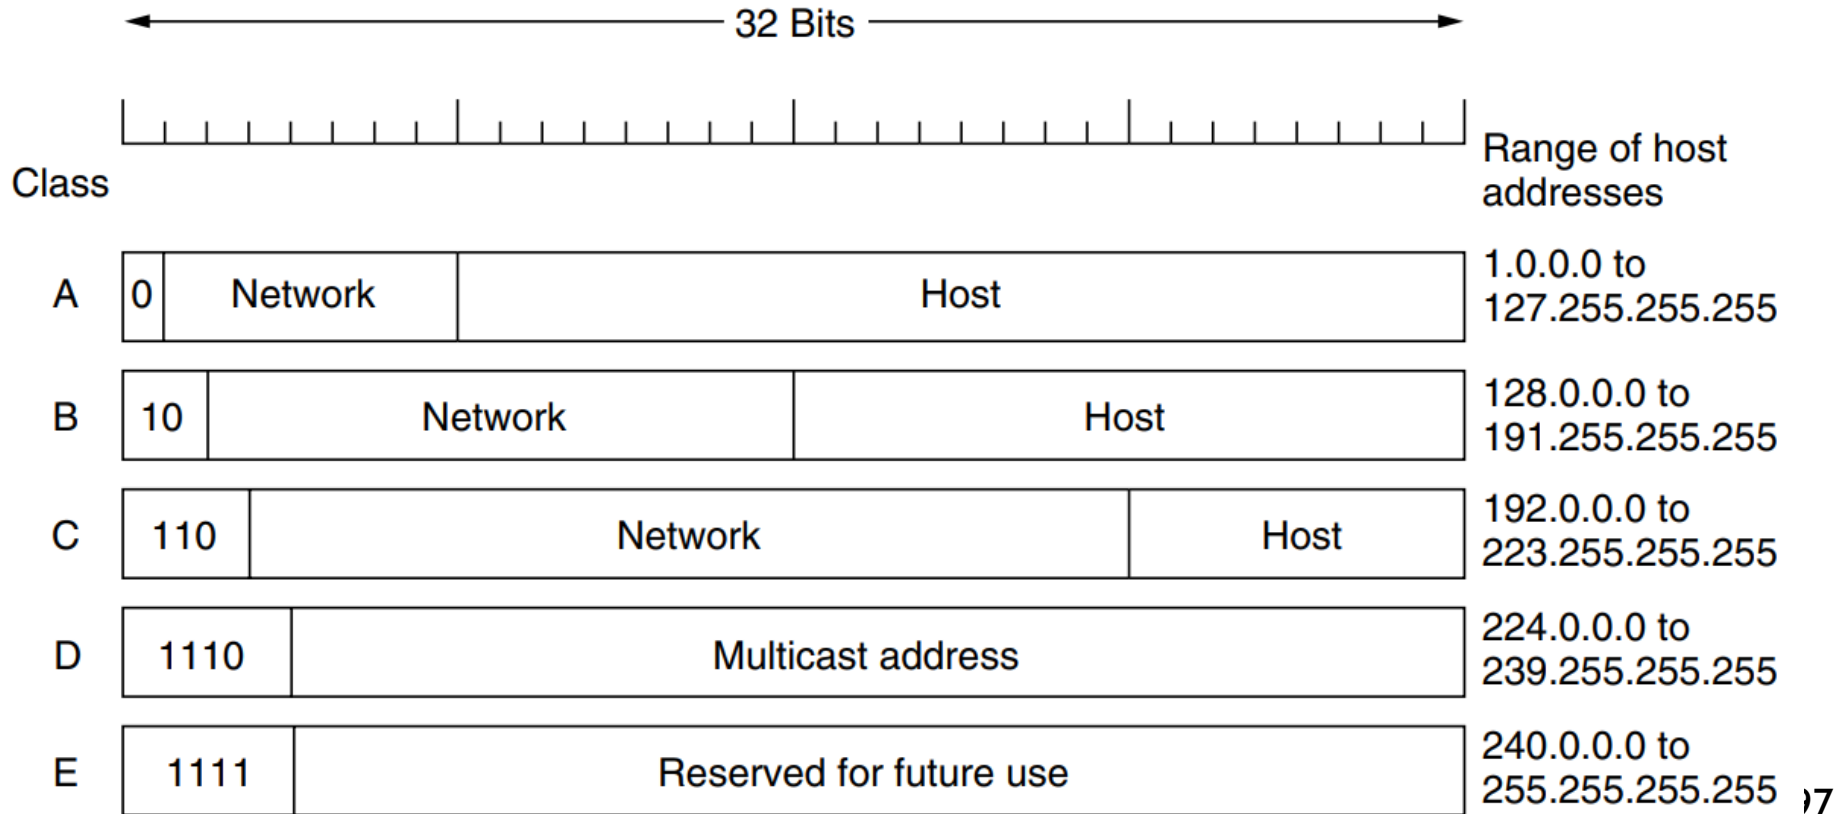 32 Bits
Range of host
addresses
Class
A
0
Network
Host
1.0.0.0 to
127.255.255.255
B
10
Network
Host
128.0.0.0 to
191.255.255.255
C
110
Network
Host
192.0.0.0 to
223.255.255.255
D
1110
Multicast address
224.0.0.0 to
239.255.255.255
E
1111
Reserved for future use
240.0.0.0 to
255.255.255.255